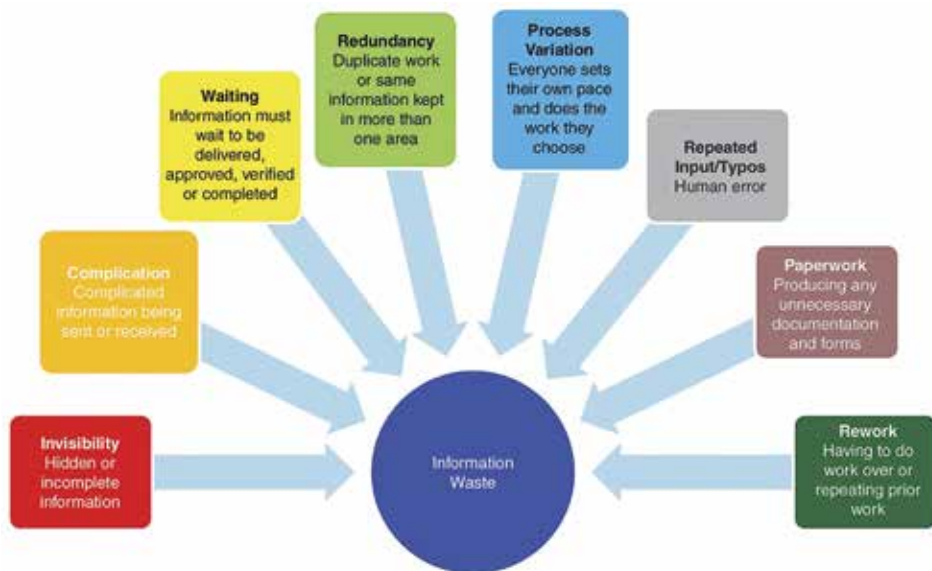 Invisibility
Hidden or
incomplete
information
Complication
Complicated
information being
sent or received
Waiting
Information must
wait to be
delivered,
approved, verified
or completed
Redundancy
Duplicate work
or same
information kept
in more than
one area
Process
Variation
Everyone sets
their own pace
and does the
work they
choose
Repeated
Input/Typos
Human error
Paperwork
Producing any
unnecessary
documentation
and forms
Rework
Having to do
work over or
repeating prior
work
Information
Waste